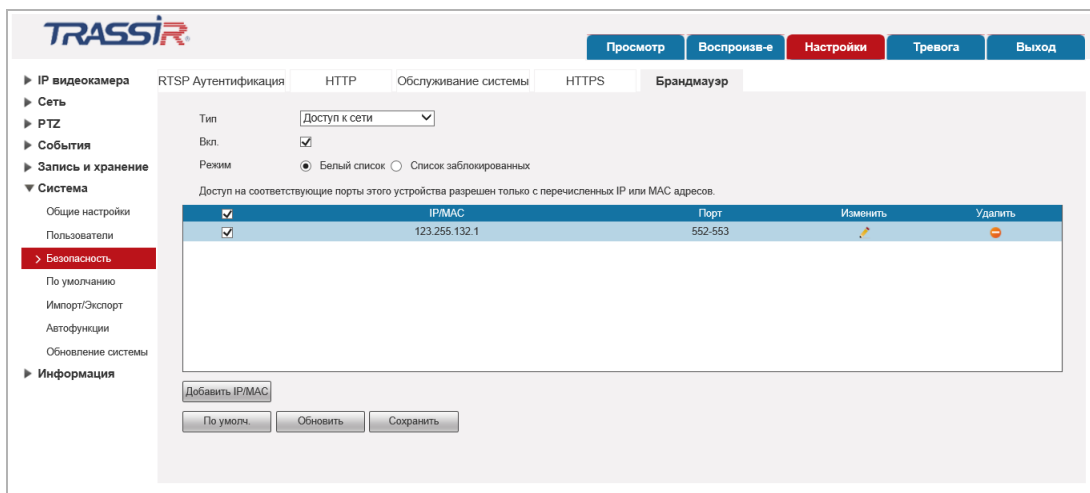 TRASSIR
Просмотр Воспроизв-е Настройки Тревога Выход
IP видеокамера
Сеть
PTZ
События
Запись и хранение
Система
Общие настройки
Пользователи
Безопасность
По умолчанию
Импорт/Экспорт
Автофункции
Обновление системы
Информация
RTSP Аутентификация HTTP Обслуживание системы HTTPS Брандмауэр
Тип Доступ к сети
Вкл.
Режим Белый список Список заблокированных
Доступ на соответствующие порты этого устройства разрешен только с перечисленных IP или MAC адресов.
IP/MAC Порт Изменить Удалить
123.255.132.1 552-553
Добавить IP/MAC
По умолч. Обновить Сохранить